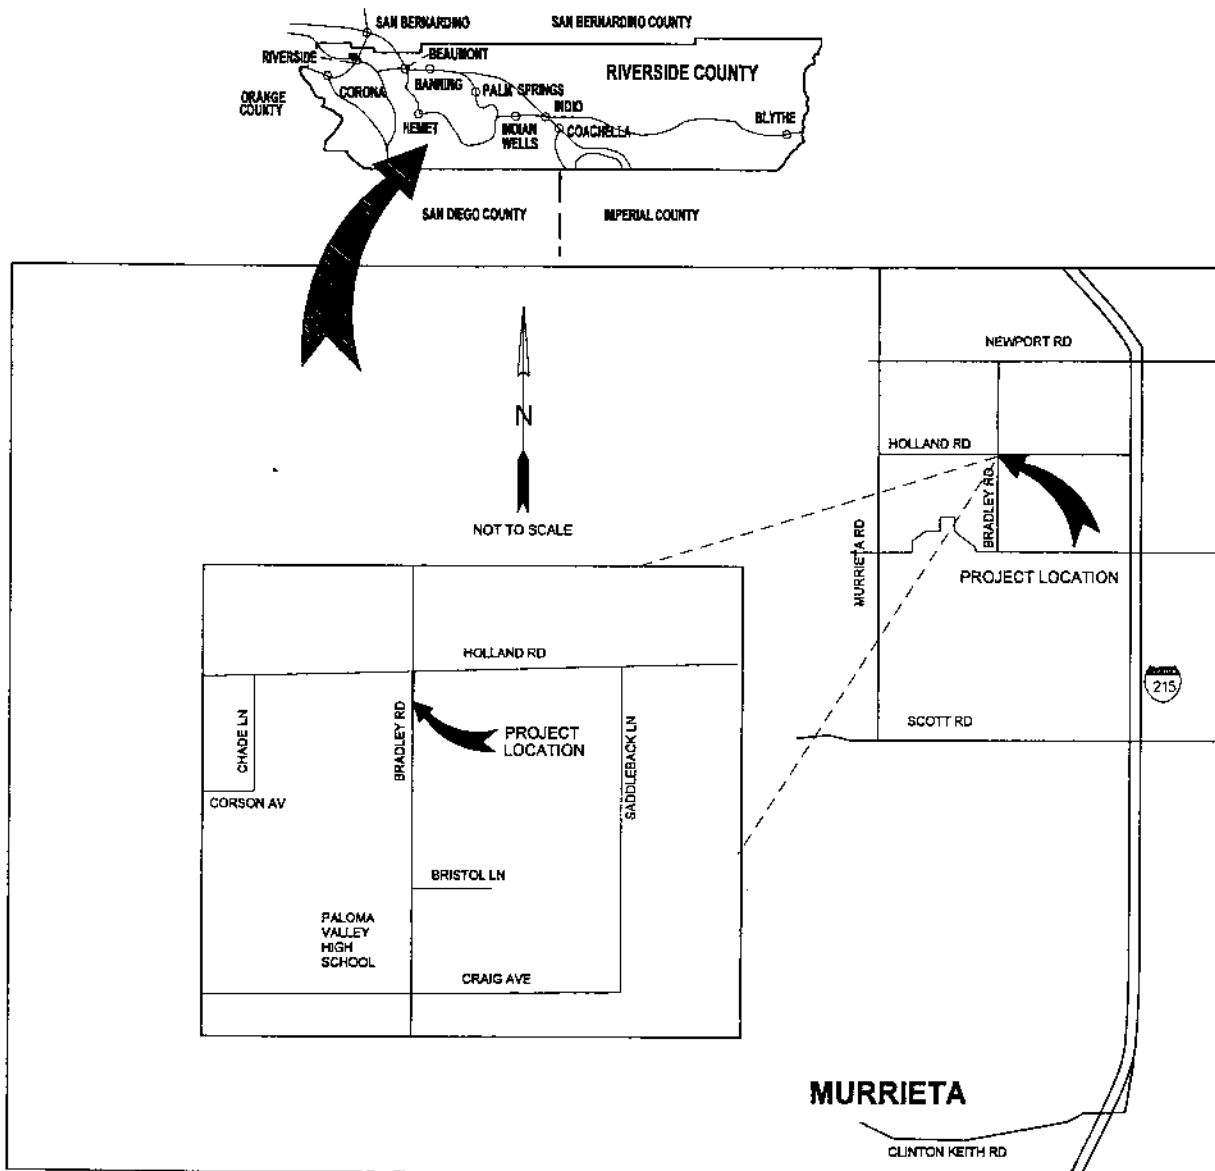 SAN BERNARDINO
SAN BERNARDINO COUNTY
RIVERSIDE
BEAUMONT
RIVERSIDE COUNTY
ORANGE
COUNTY
CORONA
BANNING
PALM SPRINGS
HEMET
INDIAN
WELLS
INDIO
COACHELLA
BLYTHE
SAN DIEGO COUNTY
IMPERIAL COUNTY
NEWPORT RD
N
HOLLAND RD
BRADLEY RD
NOT TO SCALE
MURRIETA RD
PROJECT LOCATION
HOLLAND RD
215
CHADE LN
BRADLEY RD
PROJECT
LOCATION
SADDLEBACK LN
SCOTT RD
CORSON AV
BRISTOL LN
PALOMA
VALLEY
HIGH
SCHOOL
CRAIG AVE
MURRIETA
CLINTON KEITH RD